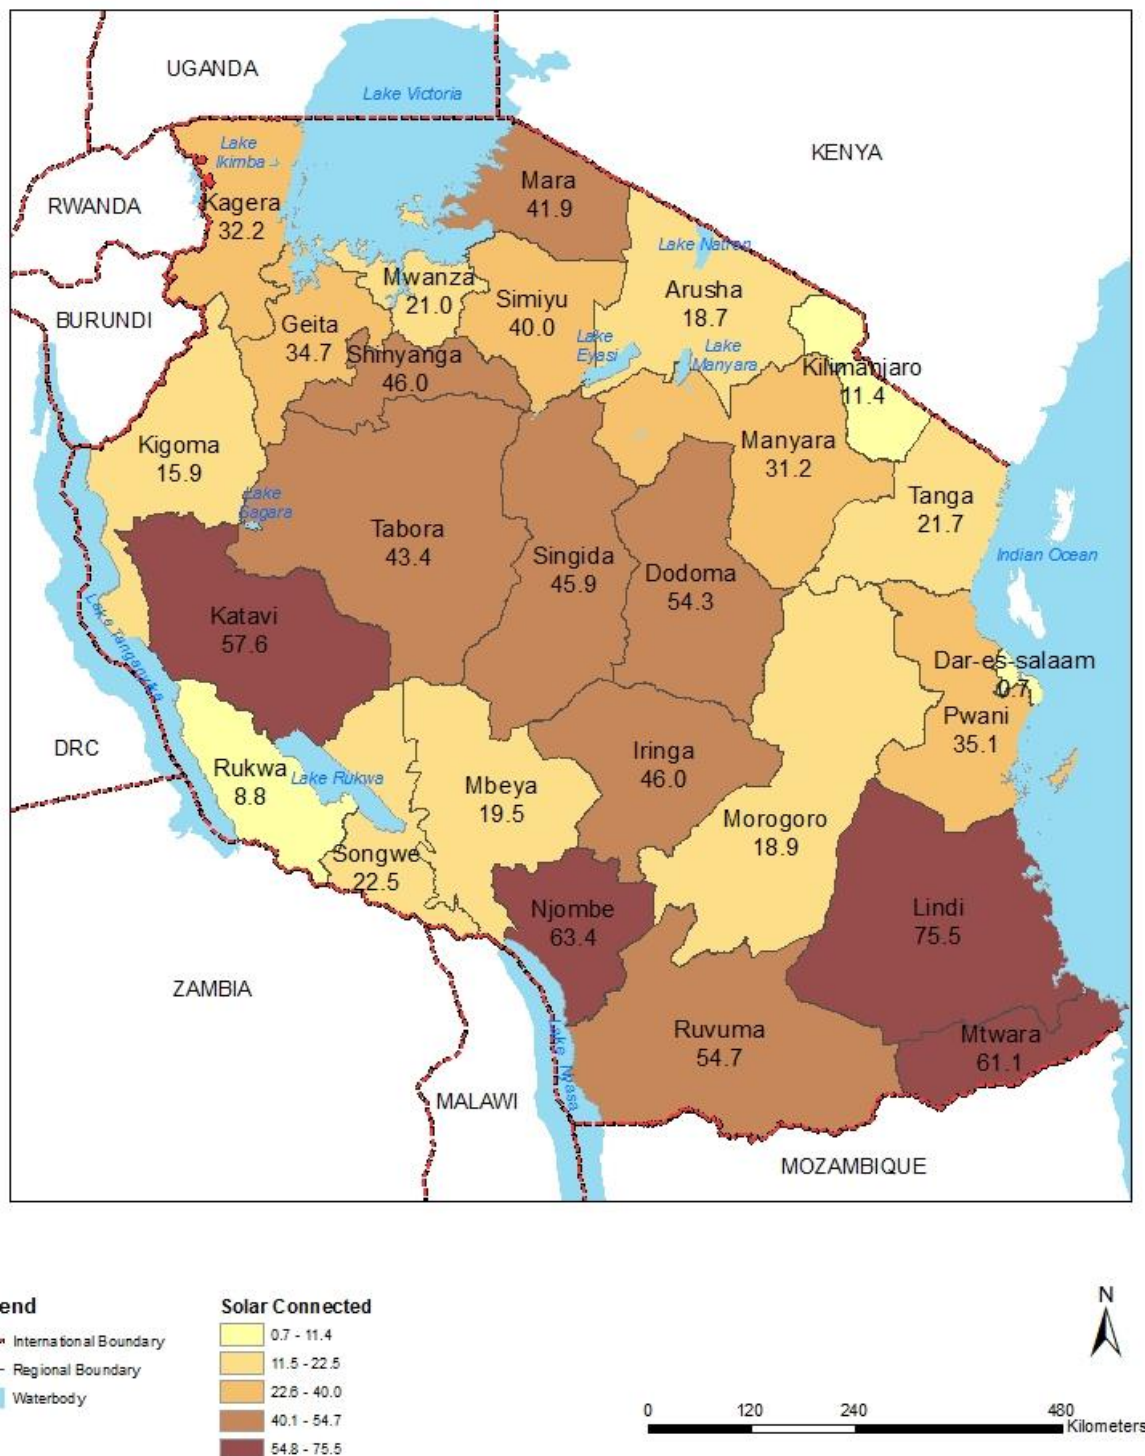 UGANDA
Lake Victoria
KENYA
Lake
Ikimba
RWANDA
Kagera
32.2
Mara
41.9
Lake Natron
BURUNDI
Mwanza
21.0
Simiyu
40.0
Arusha
18.7
Geita
34.7
Lake
Eyasi
Lake
Manyara
Shinyanga
46.0
Kilimanjaro
11.4
Kigoma
15.9
Manyara
31.2
Lake
Sagara
Tabora
43.4
Singida
45.9
Dodoma
54.3
Tanga
21.7
Indian Ocean
Katavi
57.6
Lake Tanganyika
Dar-es-salaam
0.7
Pwani
35.1
DRC
Rukwa
8.8
Lake Rukwa
Mbeya
19.5
Iringa
46.0
Morogoro
18.9
Songwe
22.5
Njombe
63.4
Lindi
75.5
ZAMBIA
Ruvuma
54.7
Mtwara
61.1
Lake Nyasa
MALAWI
MOZAMBIQUE
end
International Boundary
Regional Boundary
Waterbody
Solar Connected
0.7 - 11.4
11.5 - 22.5
22.6 - 40.0
40.1 - 54.7
54.8 - 75.5
N
0 120 240 480
Kilometers